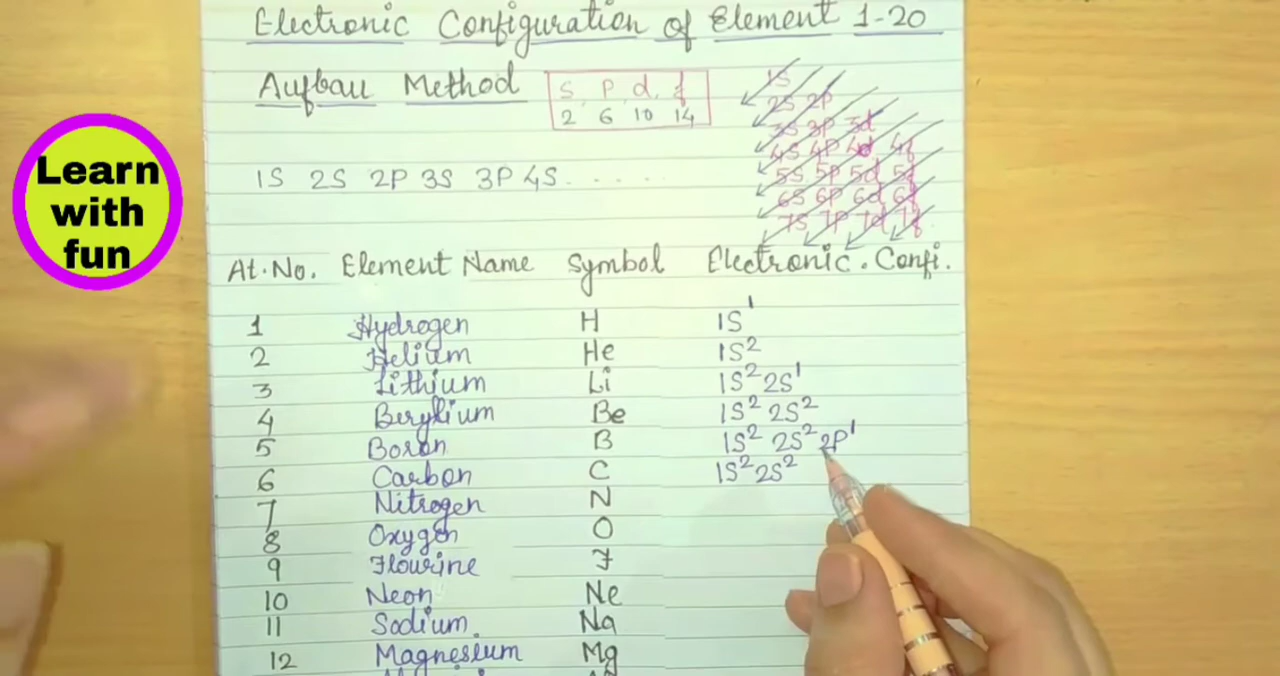 Electronic Configuration of Element 1-20
Aufbau Method
S P d f
2 6 10 14
1S
2S 2P
3S 3P 3d
4S 4P 4d 4f
5S 5P 5d 5f
6S 6P 6d 6f
7S 7P 7d 7f
Learn
with
fun
1S 2S 2P 3S 3P 4S. . . . . .
At. No. Element Name Symbol Electronic. Confi.
1 Hydrogen H 1S¹
2 Helium He 1S²
3 Lithium Li 1S² 2S¹
4 Berylium Be 1S² 2S²
5 Boron B 1S² 2S² 2P¹
6 Carbon C 1S² 2S²
7 Nitrogen N
8 Oxygen O
9 Flourine F
10 Neon Ne
11 Sodium Na
12 Magnesium Mg